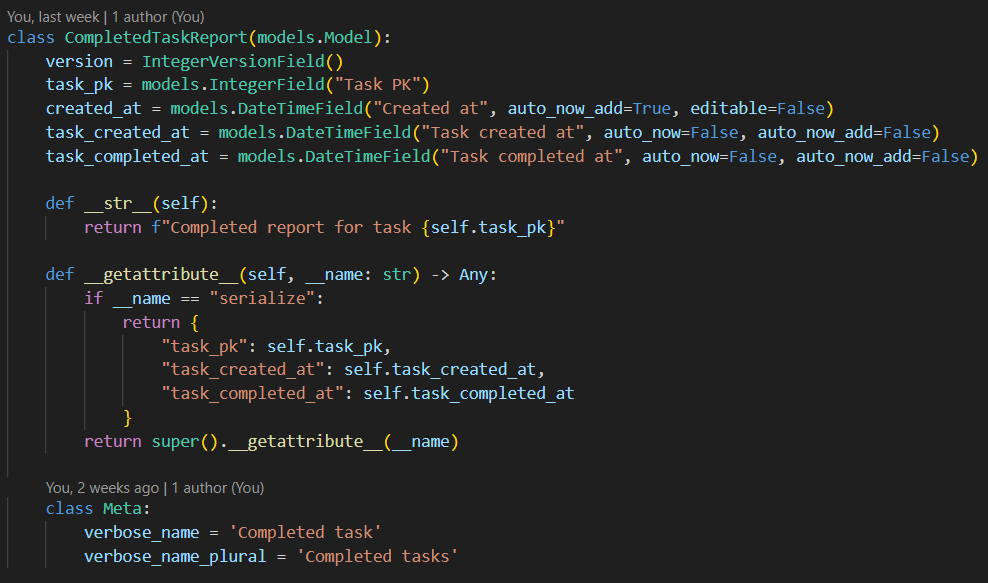 You, last week | 1 author (You)
class CompletedTaskReport(models.Model):
    version = IntegerVersionField()
    task_pk = models.IntegerField("Task PK")
    created_at = models.DateTimeField("Created at", auto_now_add=True, editable=False)
    task_created_at = models.DateTimeField("Task created at", auto_now=False, auto_now_add=False)
    task_completed_at = models.DateTimeField("Task completed at", auto_now=False, auto_now_add=False)

    def __str__(self):
        return f"Completed report for task {self.task_pk}"

    def __getattribute__(self, __name: str) -> Any:
        if __name == "serialize":
            return {
                "task_pk": self.task_pk,
                "task_created_at": self.task_created_at,
                "task_completed_at": self.task_completed_at
            }
        return super().__getattribute__(__name)

    You, 2 weeks ago | 1 author (You)
    class Meta:
        verbose_name = 'Completed task'
        verbose_name_plural = 'Completed tasks'